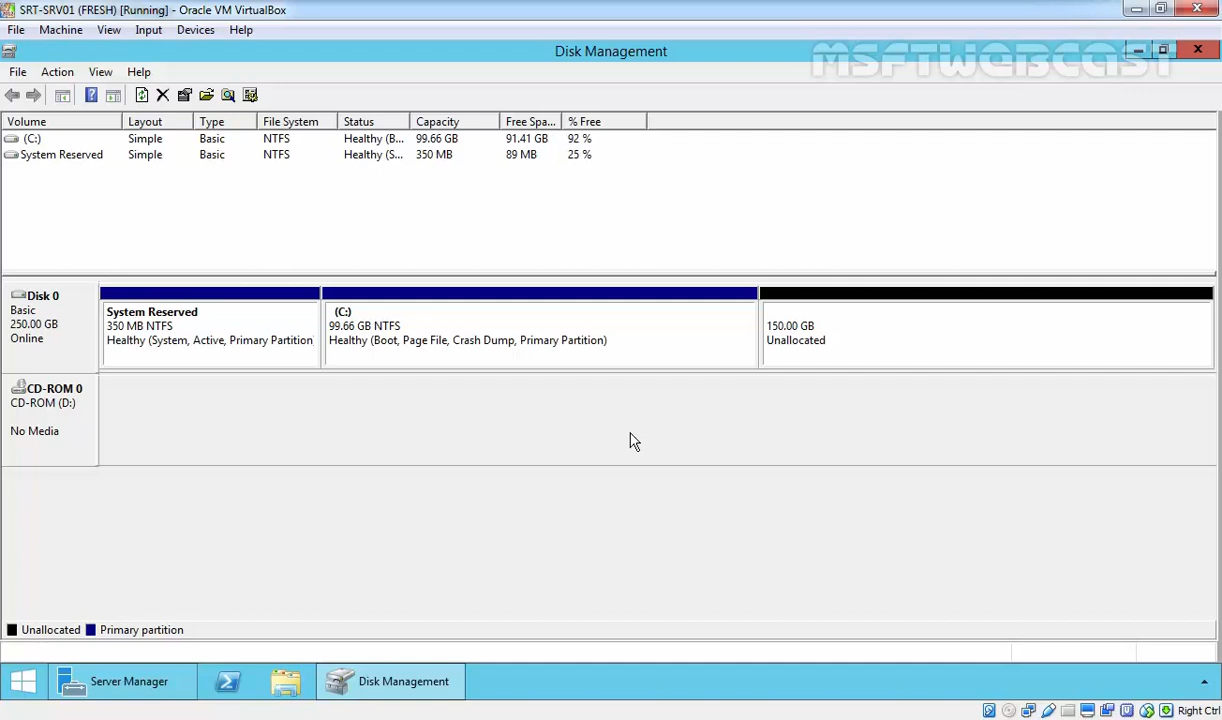 SRT-SRV01 (FRESH) [Running] - Oracle VM VirtualBox
File Machine View Input Devices Help
Disk Management
MSFTWEBCAST
File Action View Help
Volume Layout Type File System Status Capacity Free Spa... % Free
(C:) Simple Basic NTFS Healthy (B... 99.66 GB 91.41 GB 92 %
System Reserved Simple Basic NTFS Healthy (S... 350 MB 89 MB 25 %
Disk 0
Basic
250.00 GB
Online
System Reserved
350 MB NTFS
Healthy (System, Active, Primary Partition)
(C:)
99.66 GB NTFS
Healthy (Boot, Page File, Crash Dump, Primary Partition)
150.00 GB
Unallocated
CD-ROM 0
CD-ROM (D:)
No Media
Unallocated Primary partition
Server Manager Disk Management
Right Ctrl